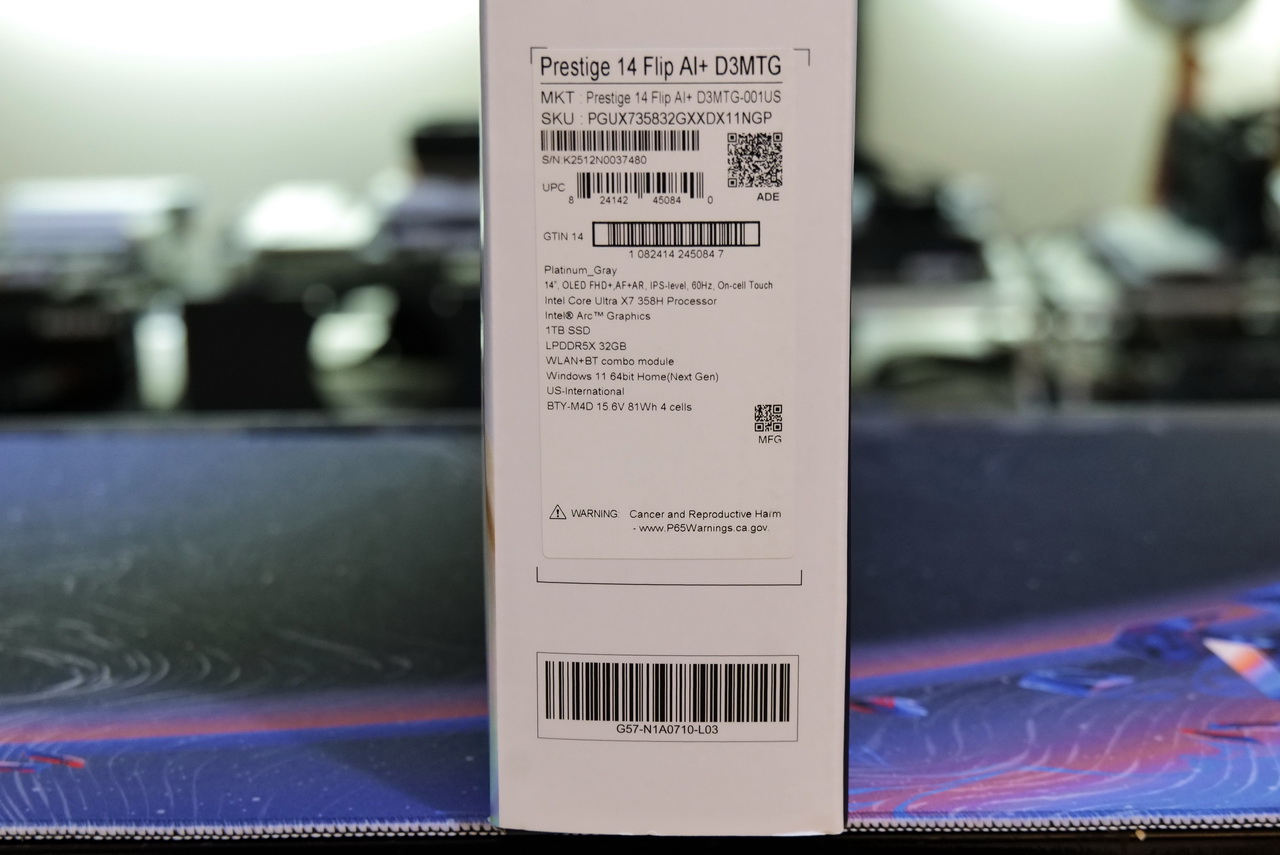 Prestige 14 Flip AI+ D3MTG
MKT : Prestige 14 Flip AI+ D3MTG-001US
SKU : PGUX735832GXXDX11NGP
S/N:K2512N0037480
UPC
8 24142 45084 0
ADE
GTIN 14
1 082414 245084 7
Platinum_Gray
14", OLED FHD+,AF+AR, IPS-level, 60Hz, On-cell Touch
Intel Core Ultra X7 358H Processor
Intel® Arc™ Graphics
1TB SSD
LPDDR5X 32GB
WLAN+BT combo module
Windows 11 64bit Home(Next Gen)
US-International
BTY-M4D 15.6V 81Wh 4 cells
MFG
WARNING: Cancer and Reproductive Harm
- www.P65Warnings.ca.gov.
G57-N1A0710-L03